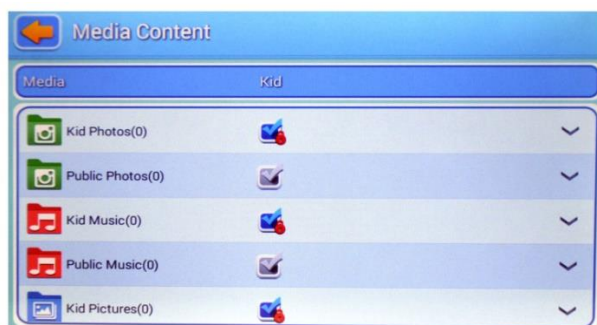 Media Content
Media Kid
Kid Photos(0)
Public Photos(0)
Kid Music(0)
Public Music(0)
Kid Pictures(0)